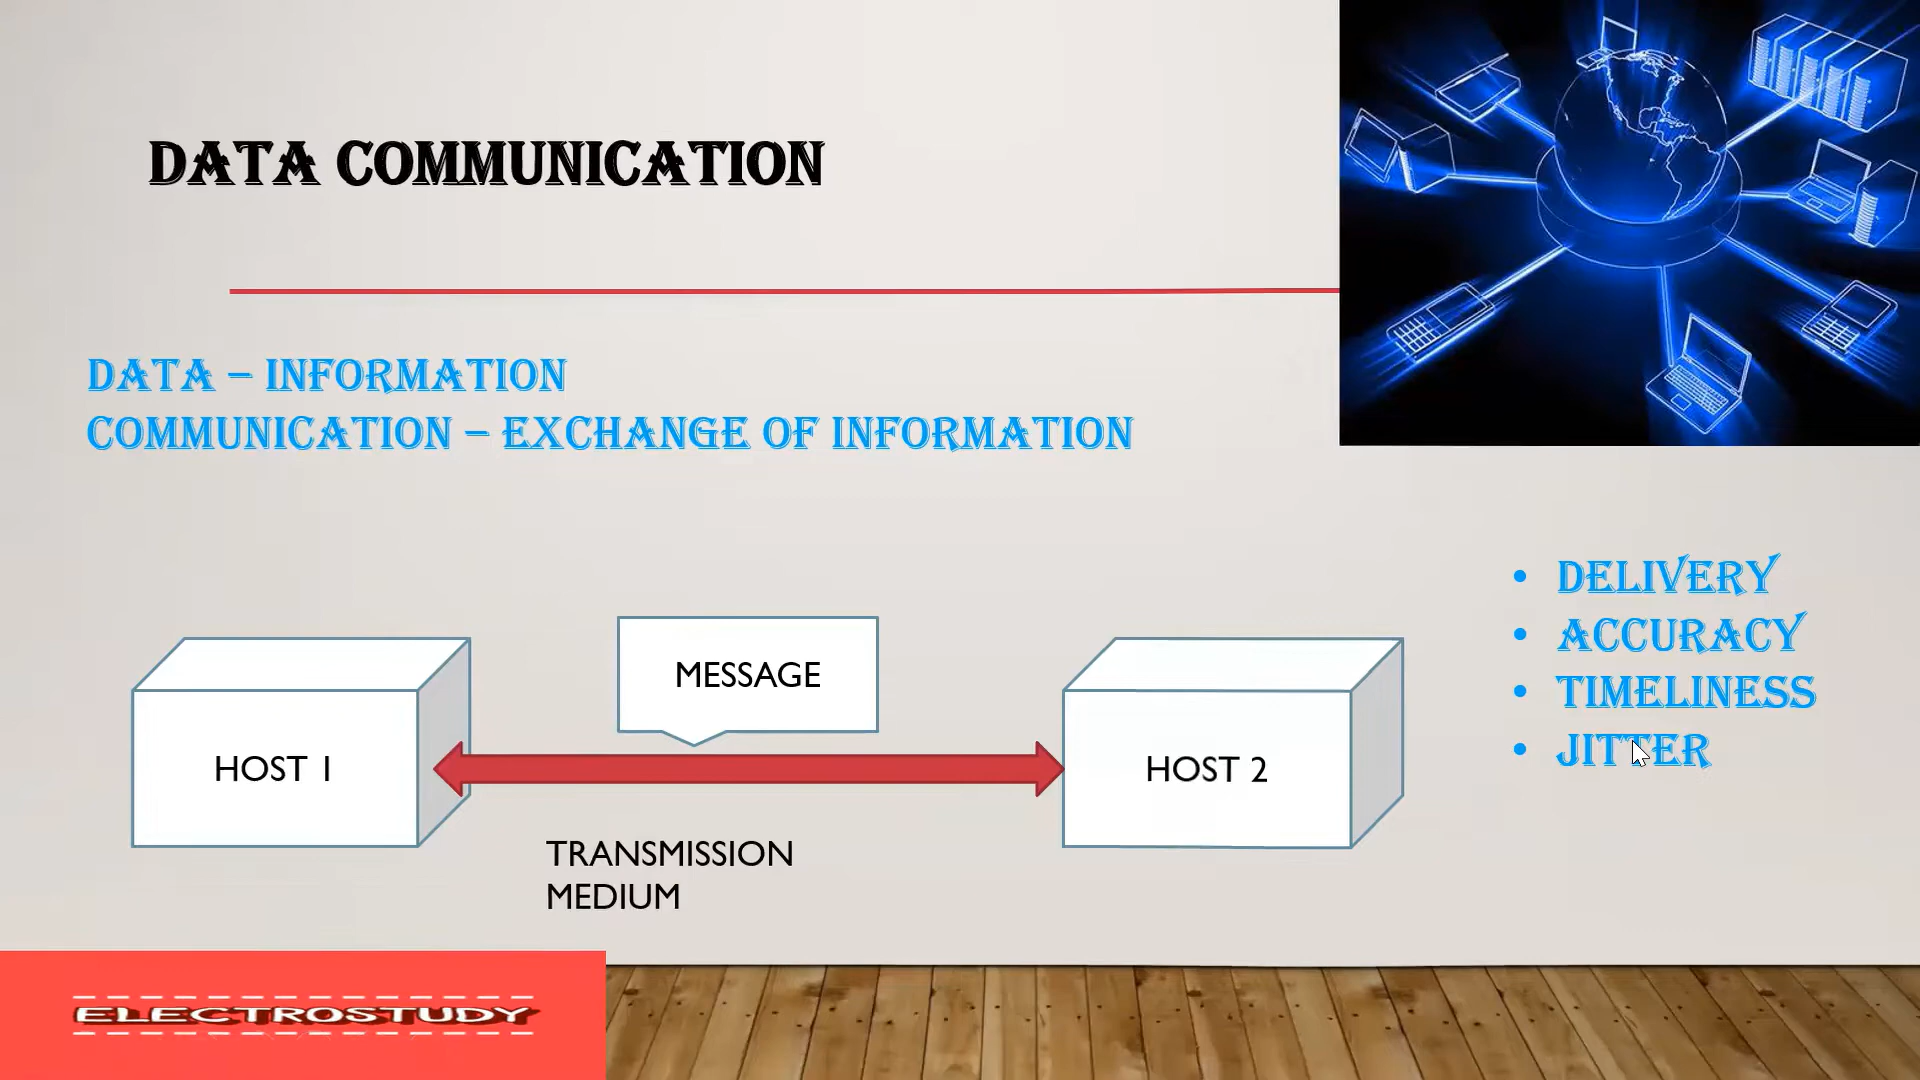 DATA COMMUNICATION
DATA – INFORMATION
COMMUNICATION – EXCHANGE OF INFORMATION
• DELIVERY
• ACCURACY
• TIMELINESS
• JITTER
MESSAGE
HOST 1
HOST 2
TRANSMISSION
MEDIUM
ELECTROSTUDY